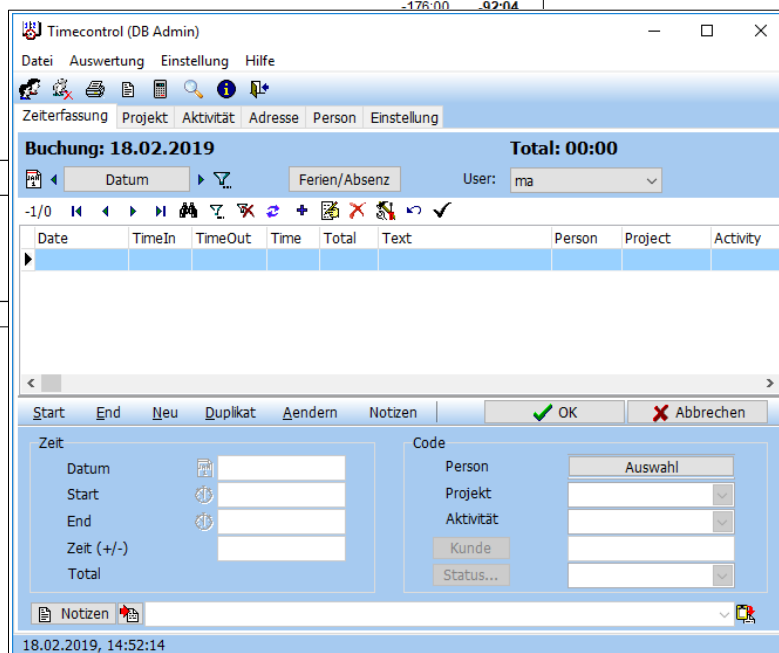 -176:00 -92:04
Timecontrol (DB Admin)
Datei Auswertung Einstellung Hilfe
Zeiterfassung Projekt Aktivität Adresse Person Einstellung
Buchung: 18.02.2019 Total: 00:00
Datum Ferien/Absenz User: ma
-1/0
Date TimeIn TimeOut Time Total Text Person Project Activity
Start End Neu Duplikat Aendern Notizen OK Abbrechen
Zeit Code
Datum Person Auswahl
Start Projekt
End Aktivität
Zeit (+/-) Kunde
Total Status...
Notizen
18.02.2019, 14:52:14